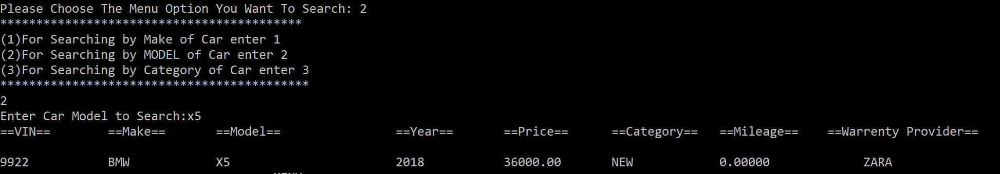 Please Choose The Menu Option You Want To Search: 2
******************************************
(1)For Searching by Make of Car enter 1
(2)For Searching by MODEL of Car enter 2
(3)For Searching by Category of Car enter 3
*******************************************
2
Enter Car Model to Search:x5
==VIN== ==Make== ==Model== ==Year== ==Price== ==Category== ==Mileage== ==Warrenty Provider==
9922 BMW X5 2018 36000.00 NEW 0.00000 ZARA